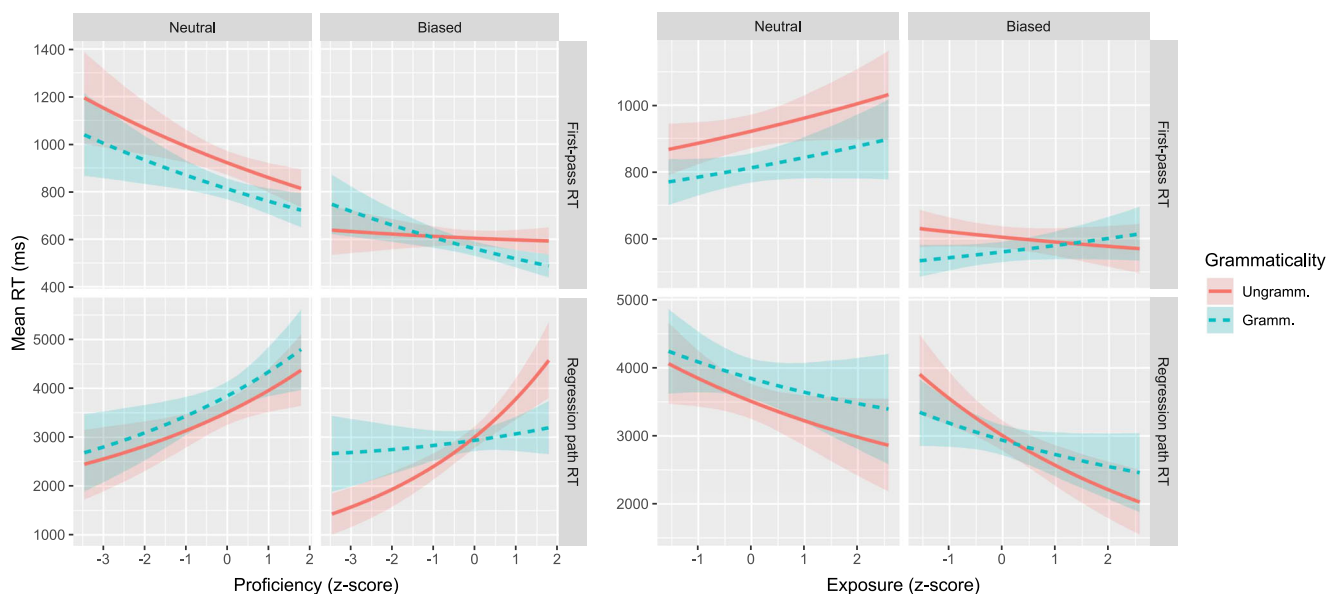 Neutral
Biased
1400
1200
1000
800
600
400
First-pass RT
5000
4000
3000
2000
1000
Regression path RT
Mean RT (ms)
-3
-2
-1
0
1
2
-3
-2
-1
0
1
2
Proficiency (z-score)
Neutral
Biased
1000
800
600
First-pass RT
5000
4000
3000
2000
Regression path RT
-1
0
1
2
-1
0
1
2
Exposure (z-score)
Grammaticality
Ungramm.
Gramm.